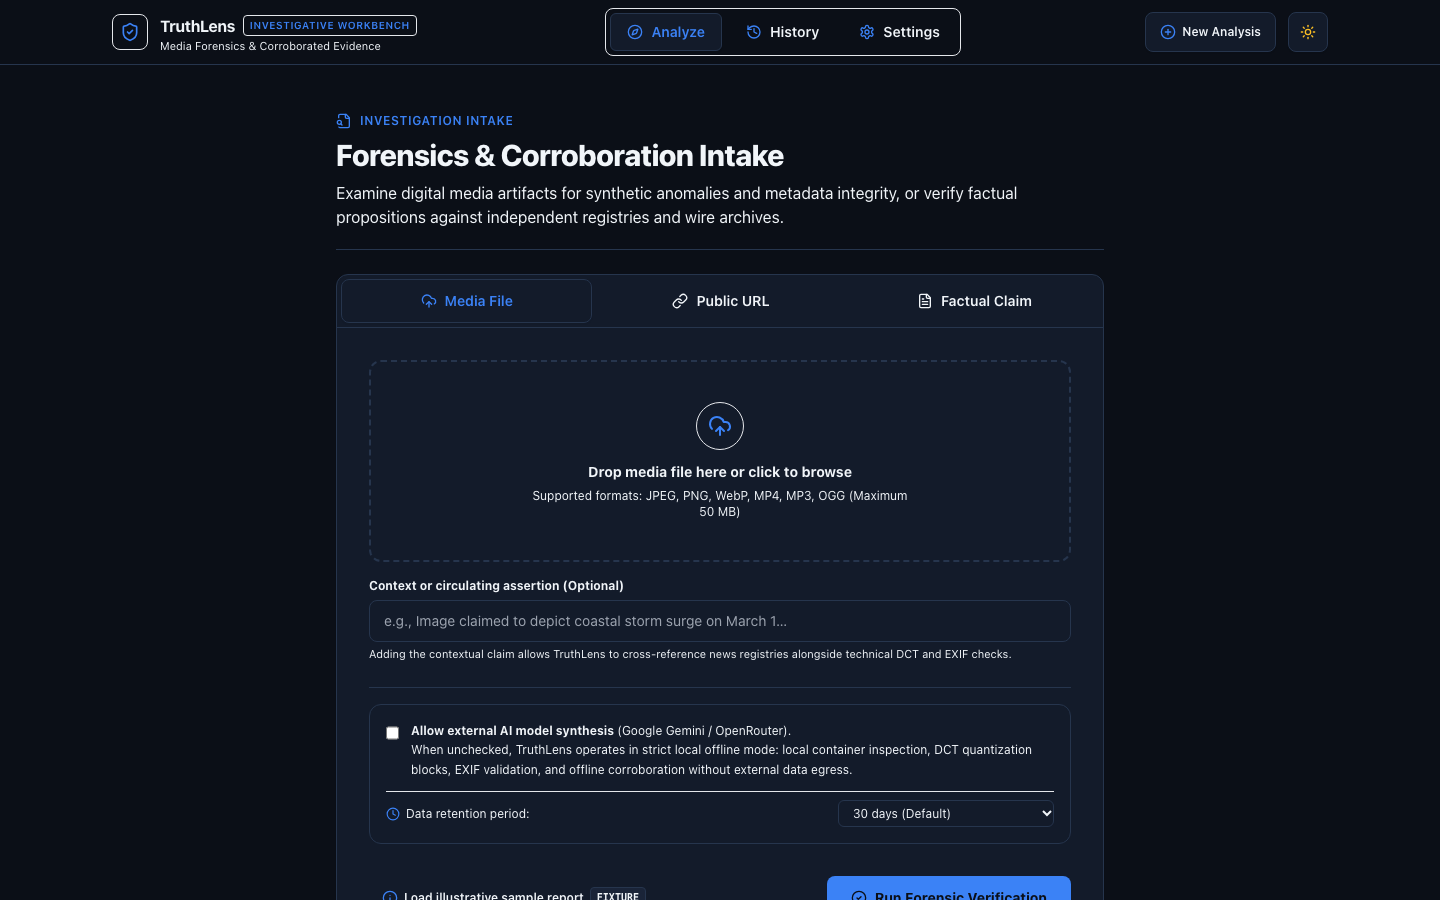 TruthLens
INVESTIGATIVE WORKBENCH
Media Forensics & Corroborated Evidence
Analyze
History
Settings
New Analysis
INVESTIGATION INTAKE
Forensics & Corroboration Intake
Examine digital media artifacts for synthetic anomalies and metadata integrity, or verify factual
propositions against independent registries and wire archives.
Media File
Public URL
Factual Claim
Drop media file here or click to browse
Supported formats: JPEG, PNG, WebP, MP4, MP3, OGG (Maximum
50 MB)
Context or circulating assertion (Optional)
e.g., Image claimed to depict coastal storm surge on March 1...
Adding the contextual claim allows TruthLens to cross-reference news registries alongside technical DCT and EXIF checks.
Allow external AI model synthesis (Google Gemini / OpenRouter).
When unchecked, TruthLens operates in strict local offline mode: local container inspection, DCT quantization
blocks, EXIF validation, and offline corroboration without external data egress.
Data retention period:
30 days (Default)
Load illustrative sample report
FIXTURE
Run Forensic Verification